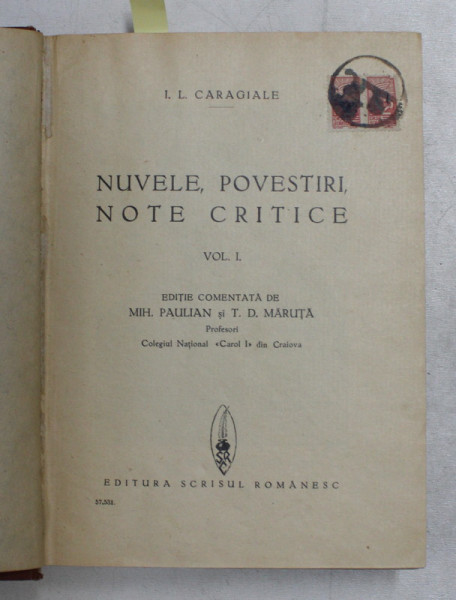 I. L. CARAGIALE
NUVELE, POVESTIRI,
NOTE CRITICE
VOL. I.
EDIȚIE COMENTATĂ DE
MIH. PAULIAN și T. D. MĂRUȚĂ
Profesori
Colegiul Național «Carol I» din Craiova
EDITURA SCRISUL ROMÂNESC